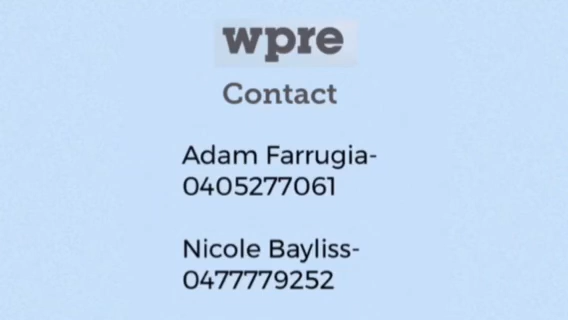 wpre
Contact
Adam Farrugia-
0405277061
Nicole Bayliss-
0477779252